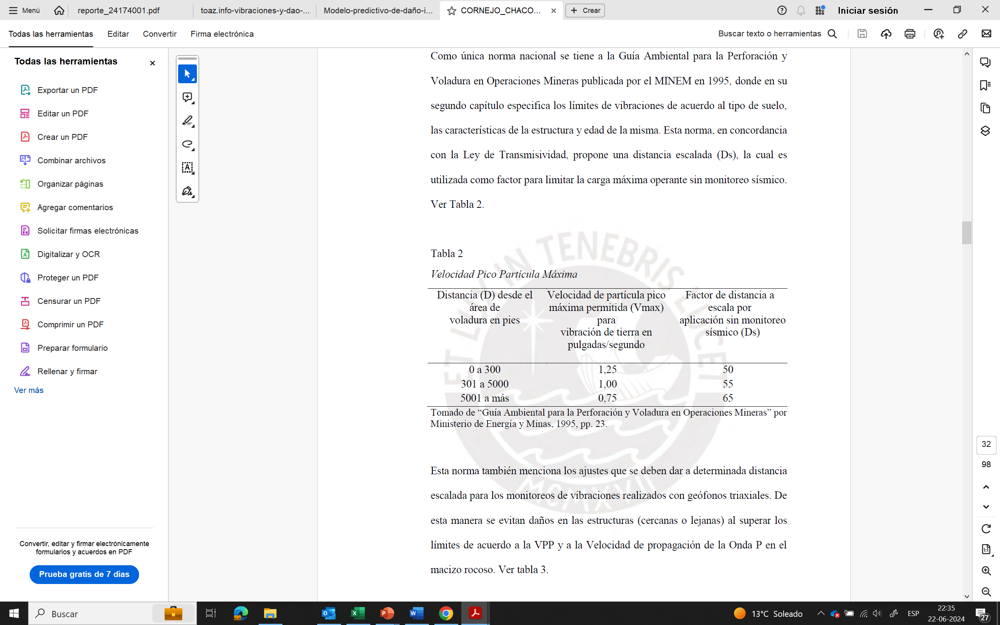 Menú
reporte_24174001.pdf
toaz.info-vibraciones-y-dao-...
Modelo-predictivo-de-daño-i...
CORNEJO_CHACO...
Crear
Iniciar sesión
Todas las herramientas
Editar
Convertir
Firma electrónica
Buscar texto o herramientas
Todas las herramientas
Exportar un PDF
Editar un PDF
Crear un PDF
Combinar archivos
Organizar páginas
Agregar comentarios
Solicitar firmas electrónicas
Digitalizar y OCR
Proteger un PDF
Censurar un PDF
Comprimir un PDF
Preparar formulario
Rellenar y firmar
Ver más
Convertir, editar y firmar electrónicamente
formularios y acuerdos en PDF
Prueba gratis de 7 días
Como única norma nacional se tiene a la Guía Ambiental para la Perforación y
Voladura en Operaciones Mineras publicada por el MINEM en 1995, donde en su
segundo capítulo especifica los límites de vibraciones de acuerdo al tipo de suelo,
las características de la estructura y edad de la misma. Esta norma, en concordancia
con la Ley de Transmisividad, propone una distancia escalada (Ds), la cual es
utilizada como factor para limitar la carga máxima operante sin monitoreo sísmico.
Ver Tabla 2.
ET LUX IN TENEBRIS LUCET
MCMXVII
Tabla 2
Velocidad Pico Partícula Máxima
Distancia (D) desde el
área de
voladura en pies
Velocidad de partícula pico
máxima permitida (Vmax)
para
vibración de tierra en
pulgadas/segundo
Factor de distancia a
escala por
aplicación sin monitoreo
sísmico (Ds)
0 a 300 1,25 50
301 a 5000 1,00 55
5001 a más 0,75 65
Tomado de “Guía Ambiental para la Perforación y Voladura en Operaciones Mineras” por
Ministerio de Energía y Minas, 1995, pp. 23.
Esta norma también menciona los ajustes que se deben dar a determinada distancia
escalada para los monitoreos de vibraciones realizados con geófonos triaxiales. De
esta manera se evitan daños en las estructuras (cercanas o lejanas) al superar los
límites de acuerdo a la VPP y a la Velocidad de propagación de la Onda P en el
macizo rocoso. Ver tabla 3.
32
98
1:1
Buscar
13°C Soleado
ESP
22:35
22-06-2024
27